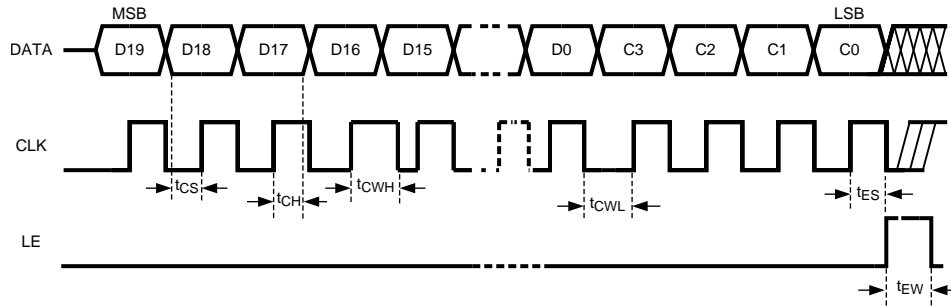 MSB LSB
DATA D19 D18 D17 D16 D15 D0 C3 C2 C1 C0
CLK
tCS tCH tCWH tCWL tES
LE
tEW